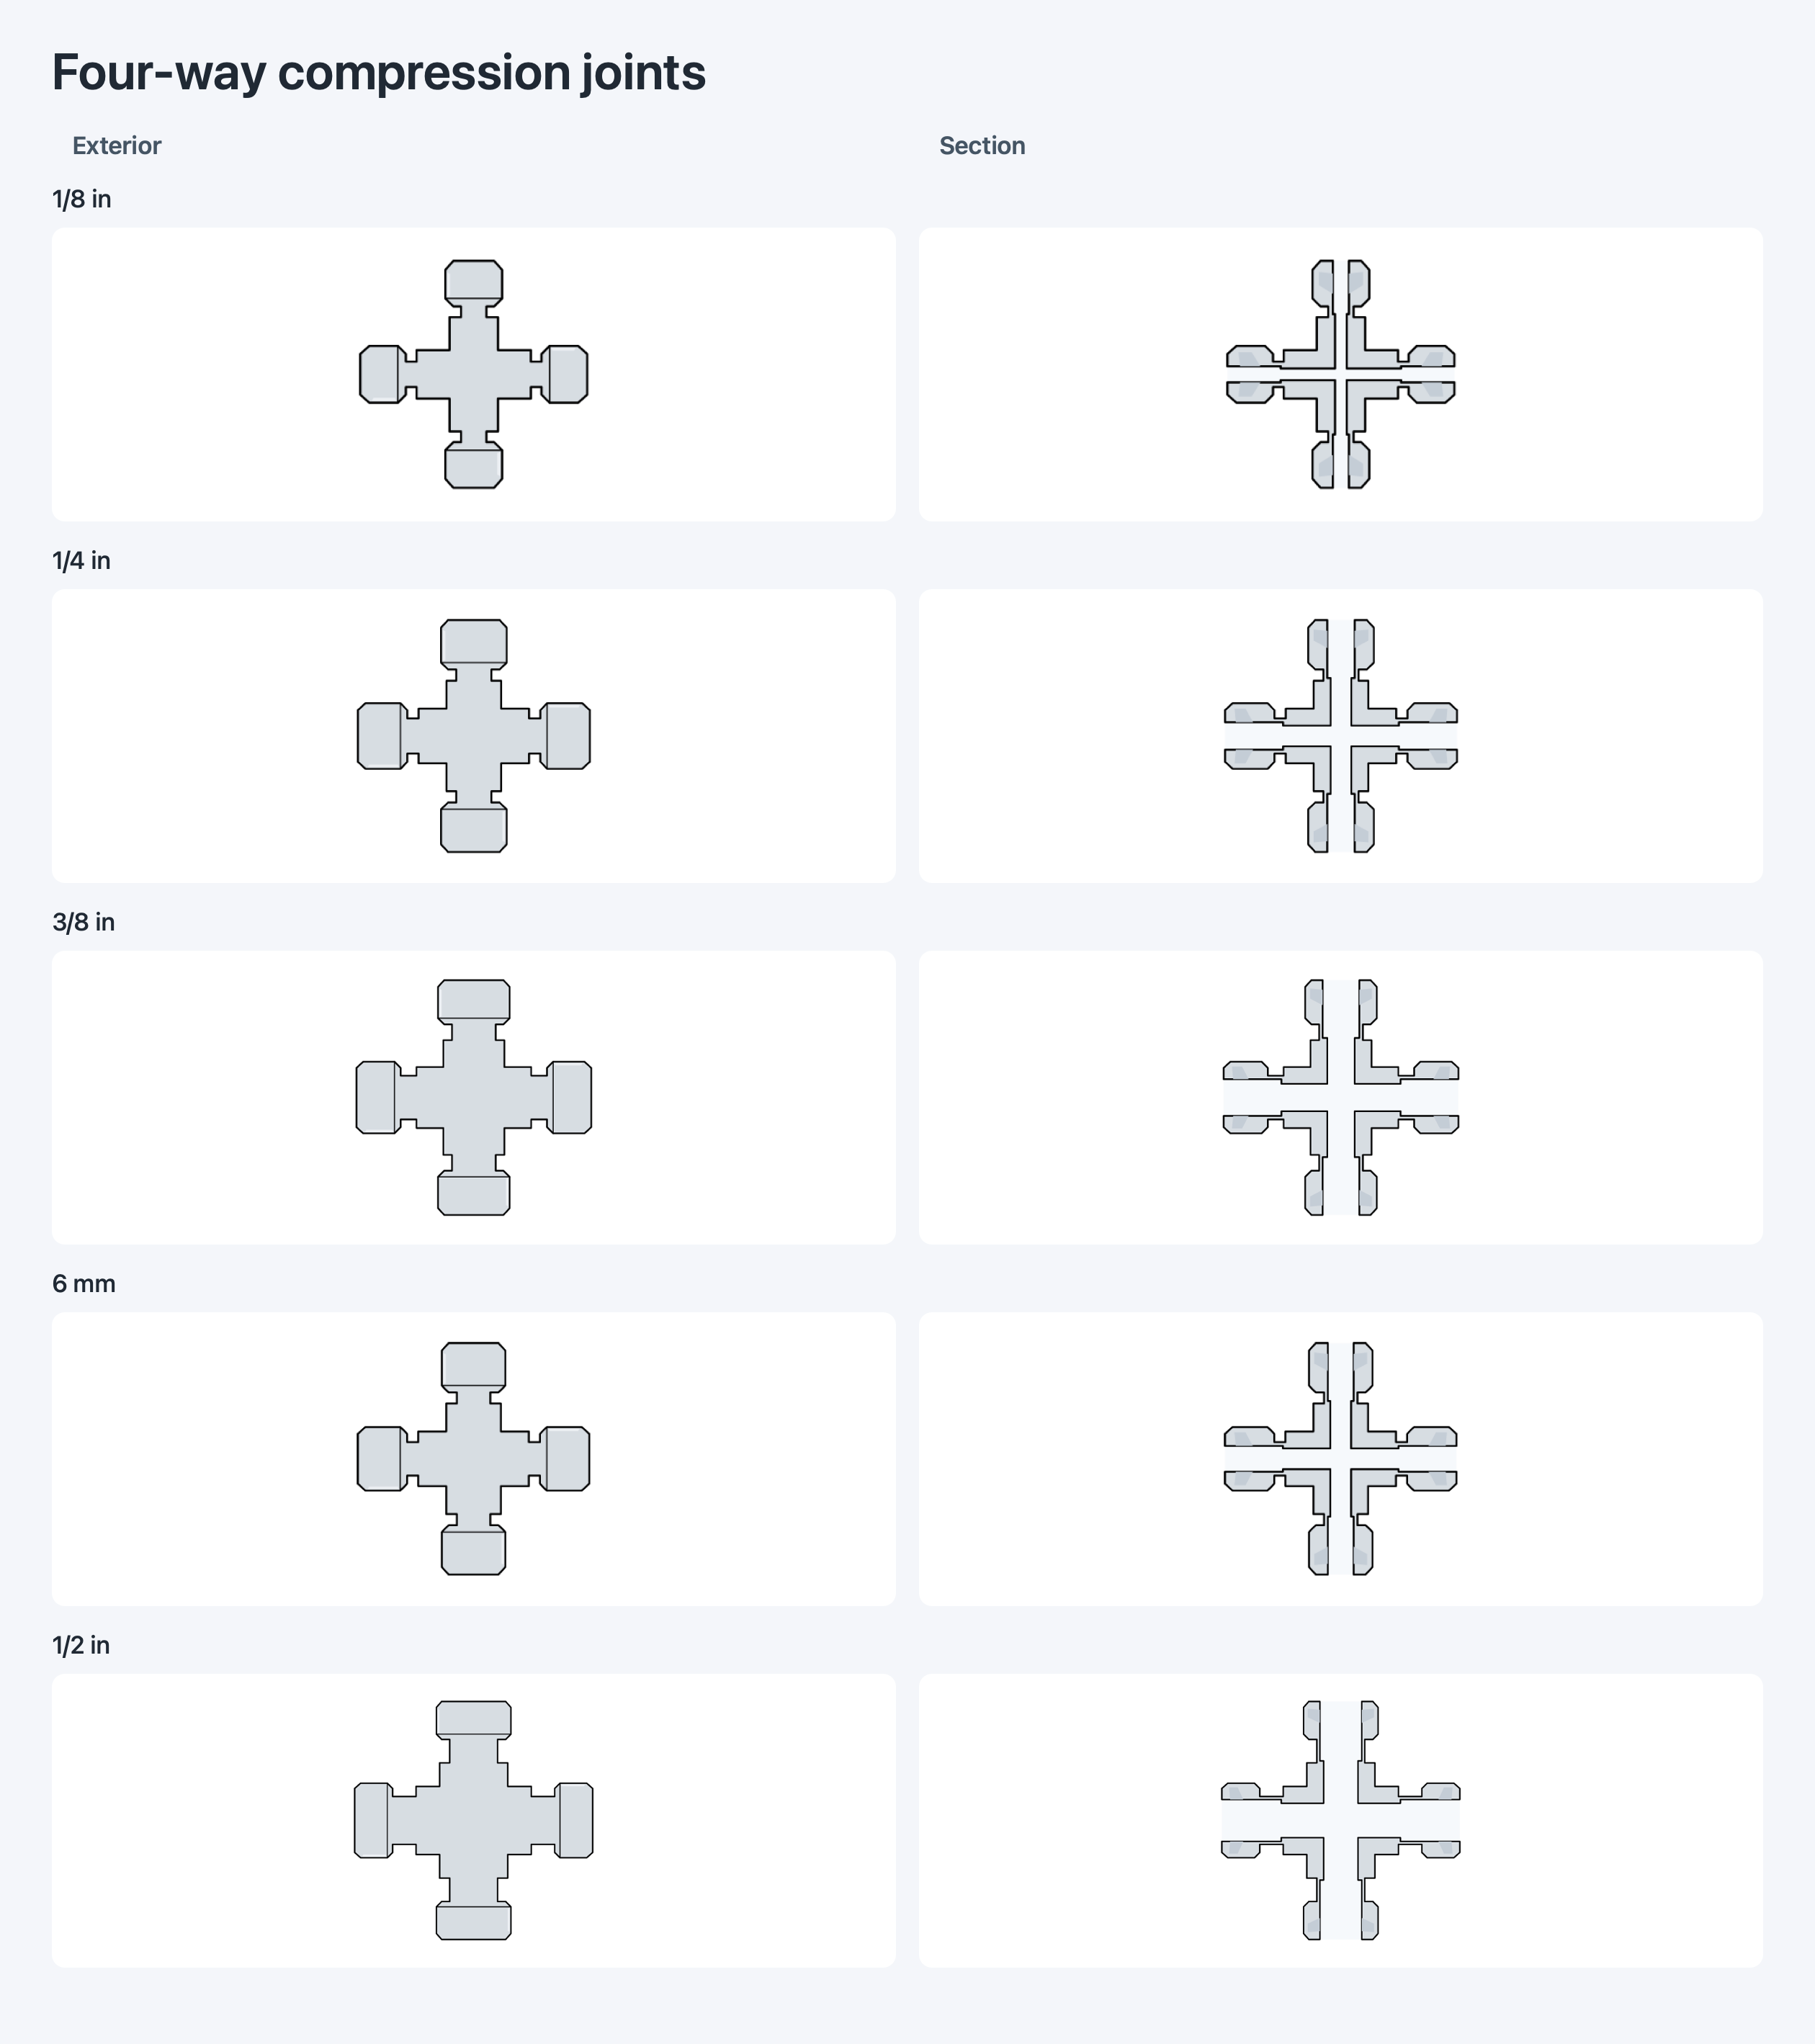 Four-way compression joints
Exterior Section
1/8 in
1/4 in
3/8 in
6 mm
1/2 in